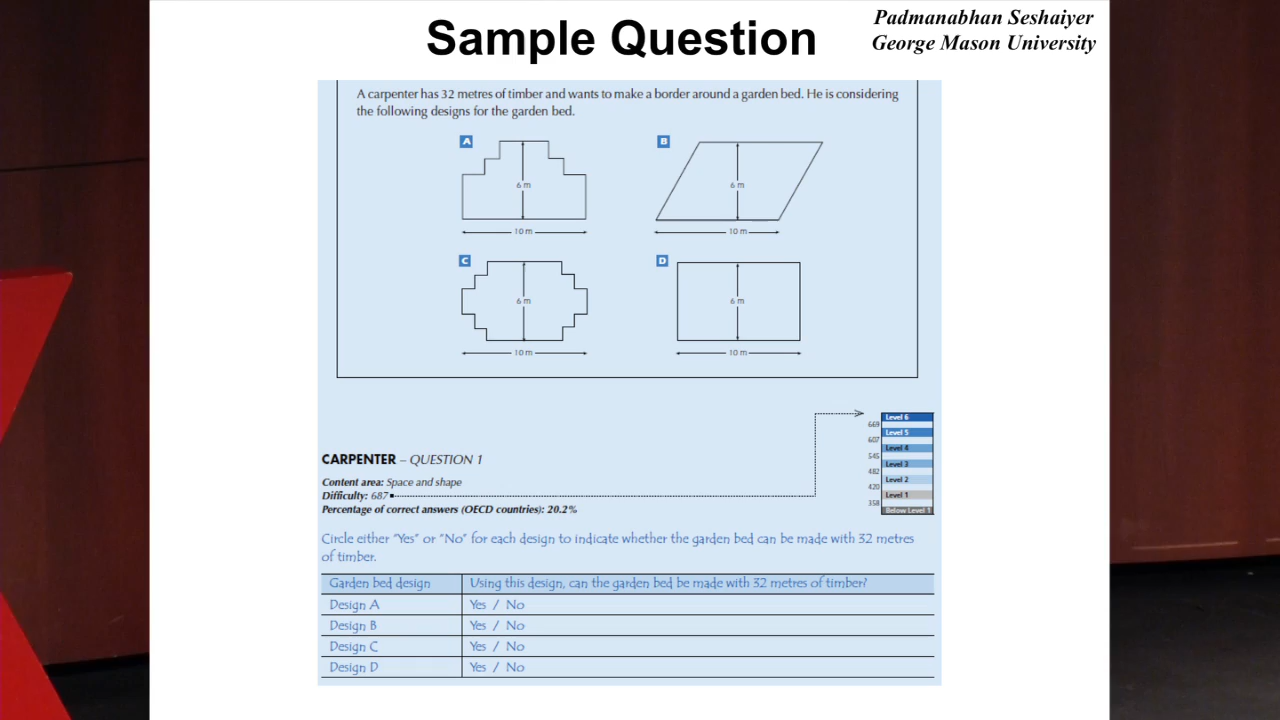 Sample Question
Padmanabhan Seshaiyer
George Mason University
A carpenter has 32 metres of timber and wants to make a border around a garden bed. He is considering
the following designs for the garden bed.
A
6 m
10 m
B
6 m
10 m
C
6 m
10 m
D
6 m
10 m
Level 6
669
Level 5
607
Level 4
545
Level 3
482
Level 2
420
Level 1
358
Below Level 1
CARPENTER – QUESTION 1
Content area: Space and shape
Difficulty: 687
Percentage of correct answers (OECD countries): 20.2%
Circle either "Yes" or "No" for each design to indicate whether the garden bed can be made with 32 metres
of timber.
Garden bed design Using this design, can the garden bed be made with 32 metres of timber?
Design A Yes / No
Design B Yes / No
Design C Yes / No
Design D Yes / No